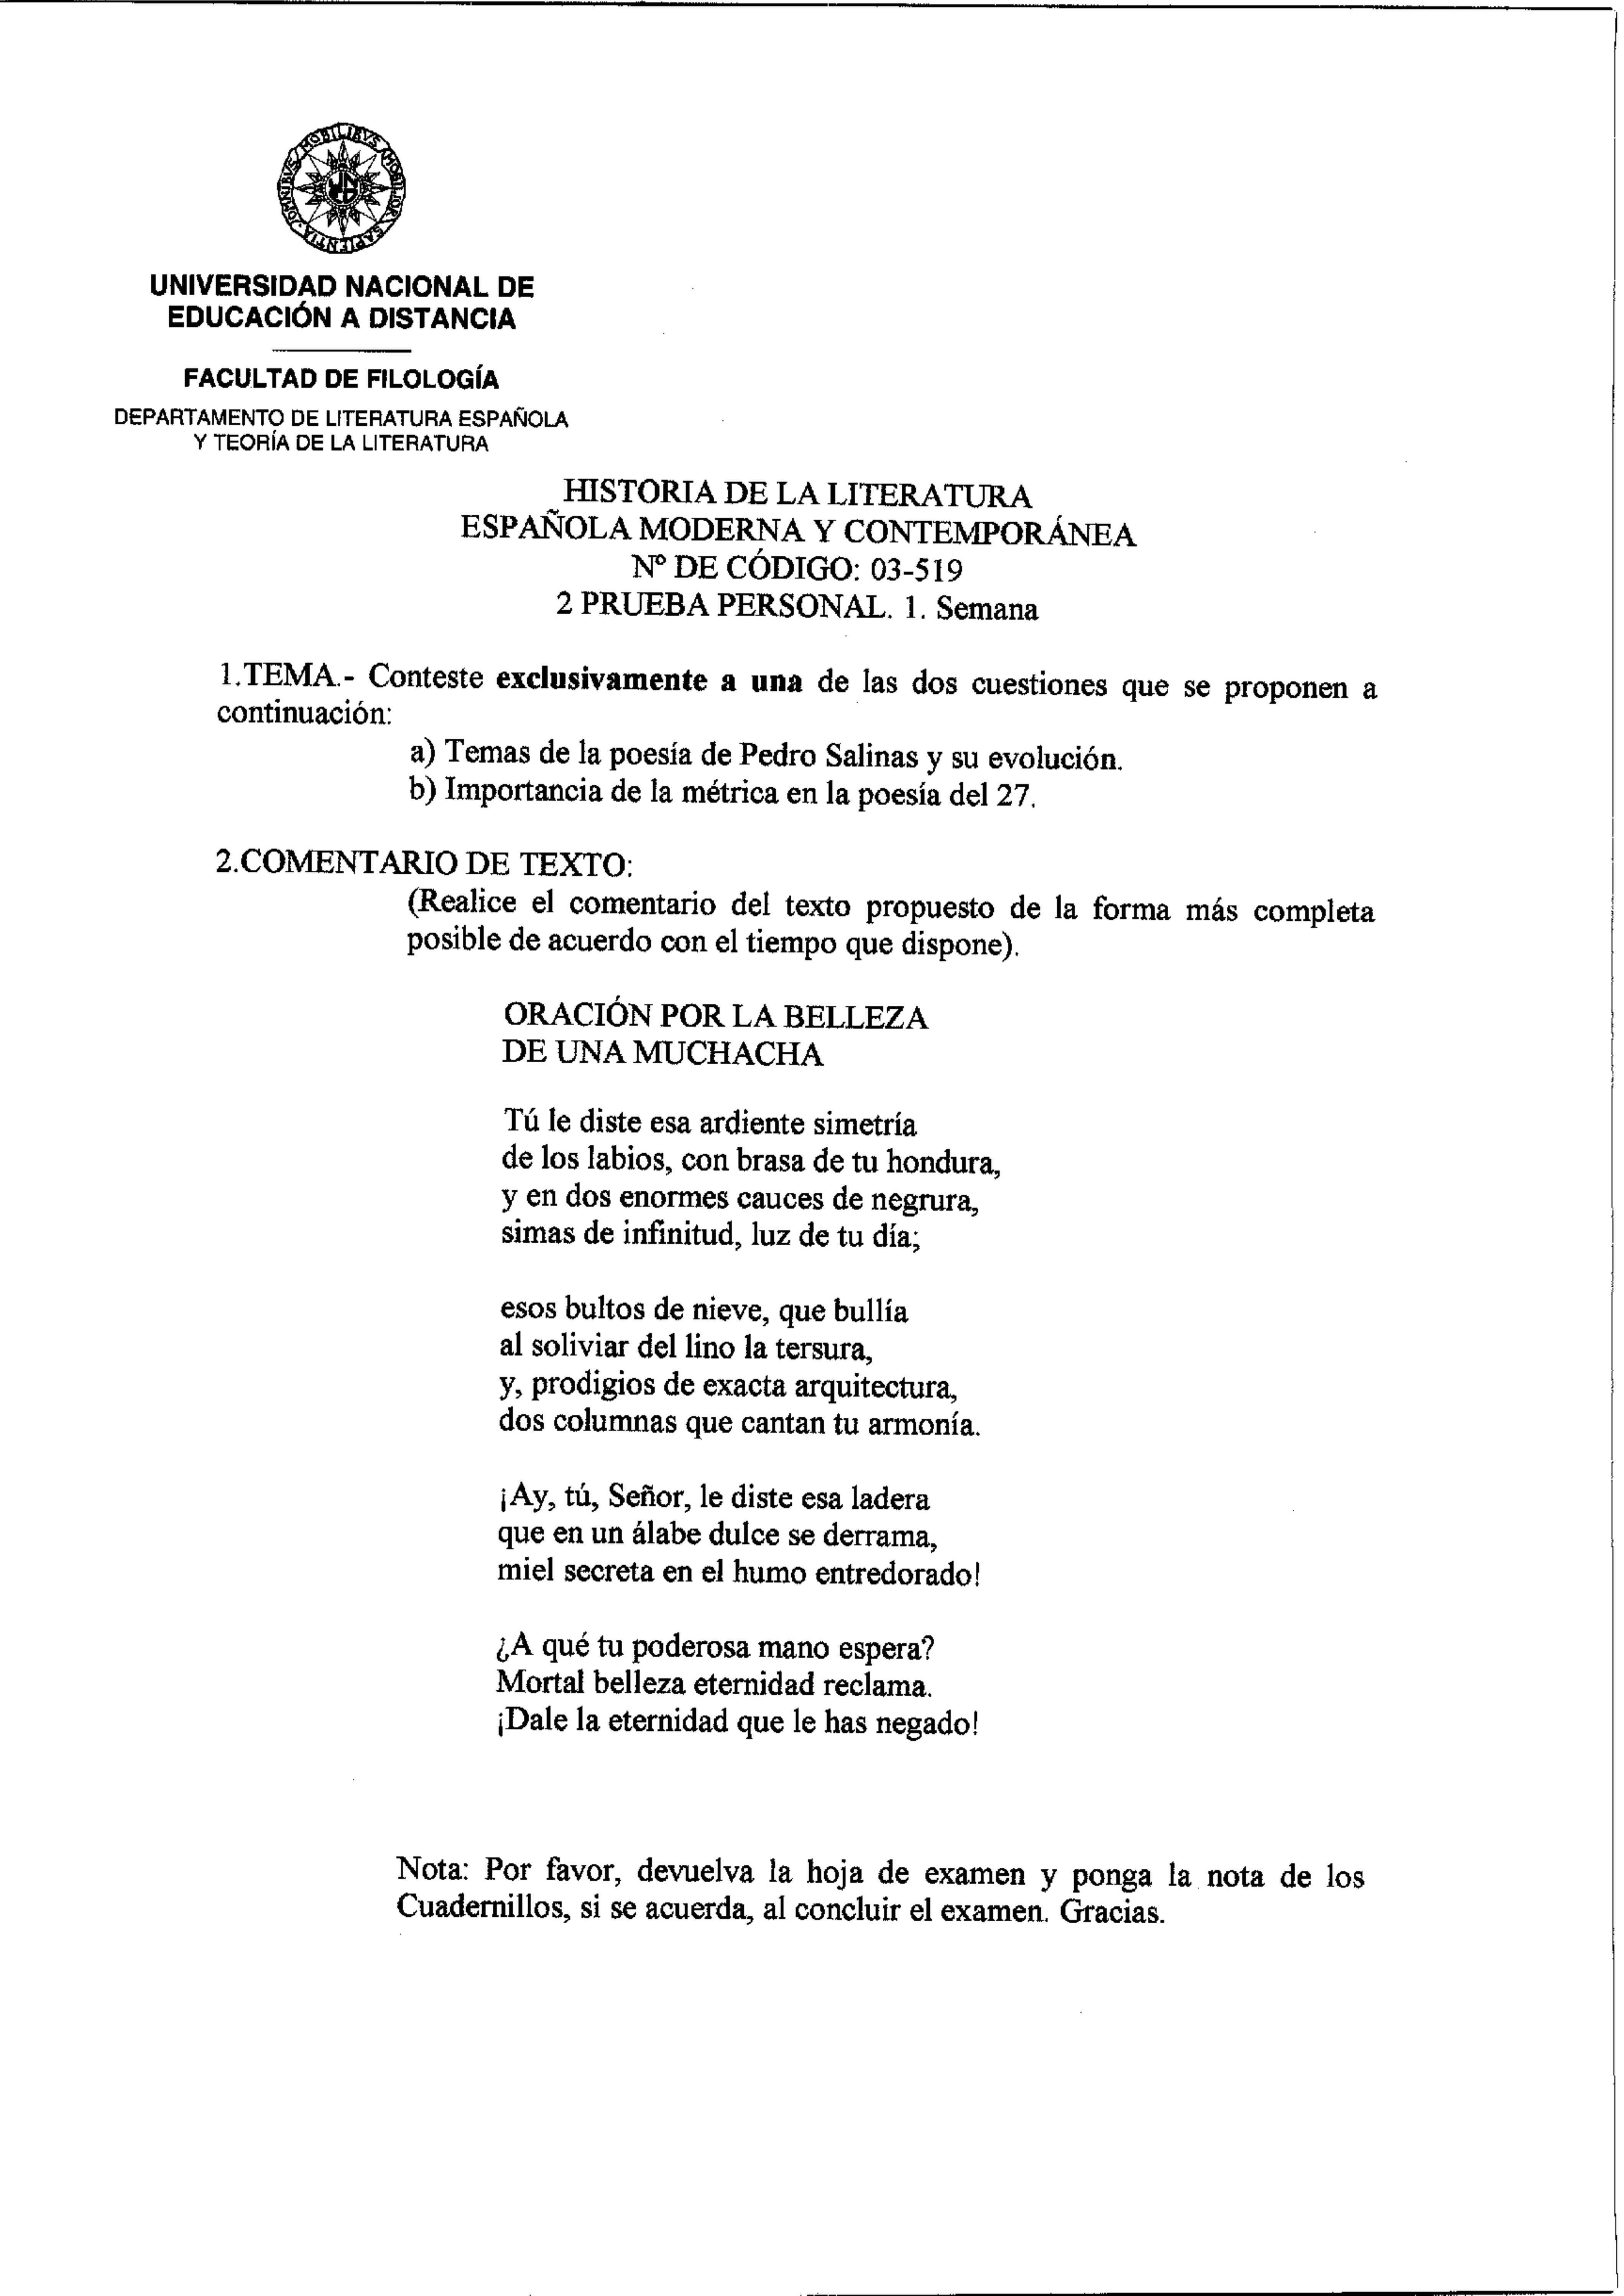 OMNIBVS MOBILIBVS MOBILIOR SAPIENTIA
UNED
UNIVERSIDAD NACIONAL DE
EDUCACIÓN A DISTANCIA
FACULTAD DE FILOLOGÍA
DEPARTAMENTO DE LITERATURA ESPAÑOLA
Y TEORÍA DE LA LITERATURA
HISTORIA DE LA LITERATURA
ESPAÑOLA MODERNA Y CONTEMPORÁNEA
Nº DE CÓDIGO: 03-519
2 PRUEBA PERSONAL. 1. Semana
1.TEMA.- Conteste exclusivamente a una de las dos cuestiones que se proponen a
continuación:
a) Temas de la poesía de Pedro Salinas y su evolución.
b) Importancia de la métrica en la poesía del 27.
2.COMENTARIO DE TEXTO:
(Realice el comentario del texto propuesto de la forma más completa
posible de acuerdo con el tiempo que dispone).
ORACIÓN POR LA BELLEZA
DE UNA MUCHACHA
Tú le diste esa ardiente simetría
de los labios, con brasa de tu hondura,
y en dos enormes cauces de negrura,
simas de infinitud, luz de tu día;
esos bultos de nieve, que bullía
al soliviar del lino la tersura,
y, prodigios de exacta arquitectura,
dos columnas que cantan tu armonía.
¡Ay, tú, Señor, le diste esa ladera
que en un álabe dulce se derrama,
miel secreta en el humo entredorado!
¿A qué tu poderosa mano espera?
Mortal belleza eternidad reclama.
¡Dale la eternidad que le has negado!
Nota: Por favor, devuelva la hoja de examen y ponga la nota de los
Cuadernillos, si se acuerda, al concluir el examen. Gracias.